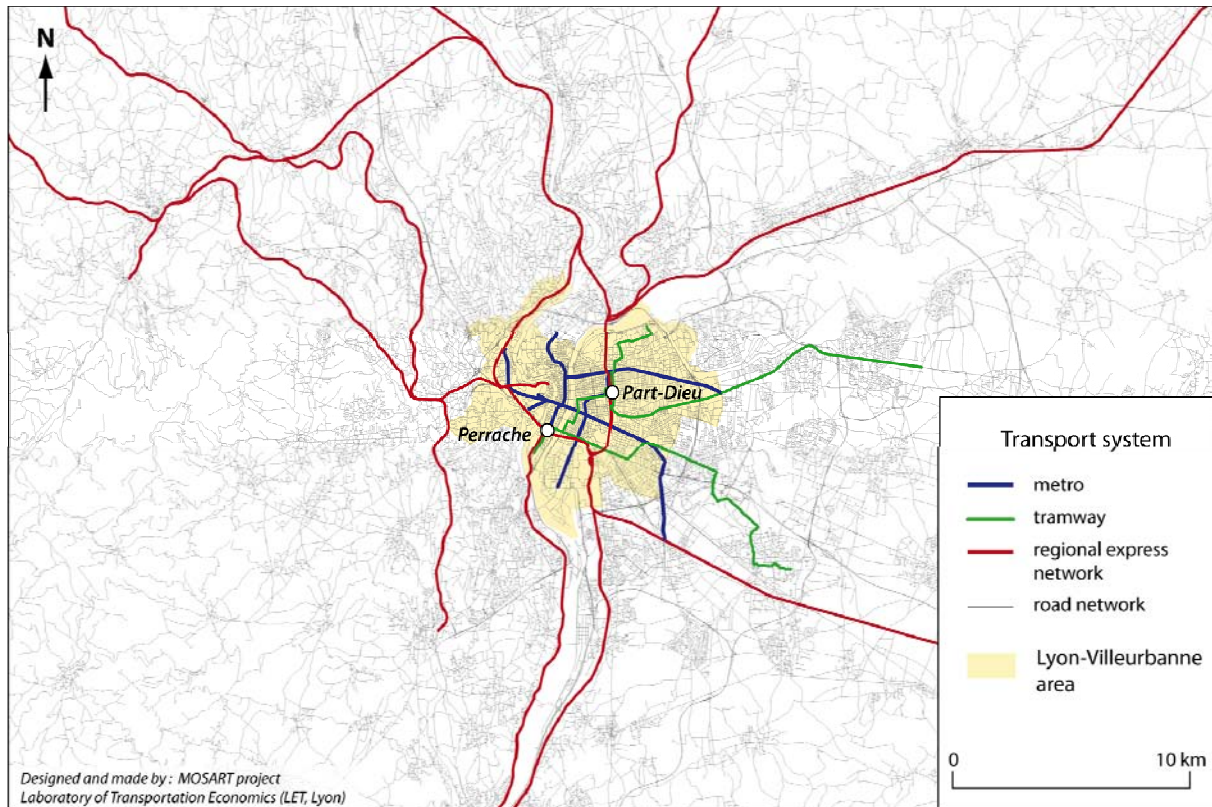 N
Part-Dieu
Perrache
Transport system
metro
tramway
regional express
network
road network
Lyon-Villeurbanne
area
0 10 km
Designed and made by : MOSART project
Laboratory of Transportation Economics (LET, Lyon)